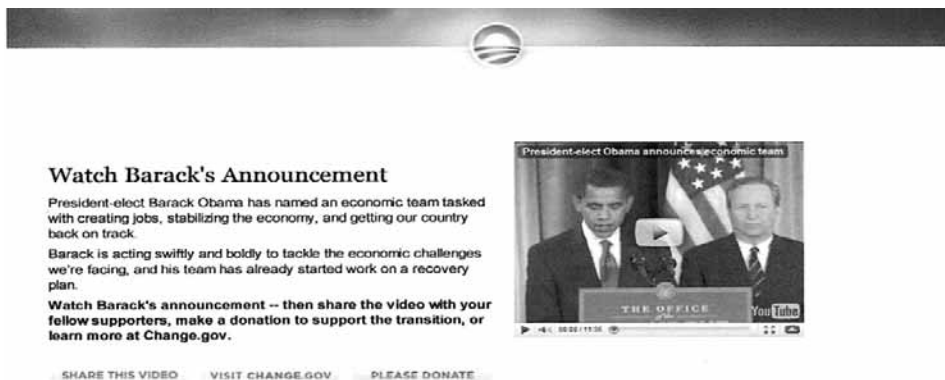 Watch Barack's Announcement
President-elect Barack Obama has named an economic team tasked
with creating jobs, stabilizing the economy, and getting our country
back on track.
Barack is acting swiftly and boldly to tackle the economic challenges
we're facing, and his team has already started work on a recovery
plan.
Watch Barack's announcement -- then share the video with your
fellow supporters, make a donation to support the transition, or
learn more at Change.gov.
SHARE THIS VIDEO VISIT CHANGE.GOV PLEASE DONATE
President-elect Obama announces economic team
THE OFFICE
YouTube